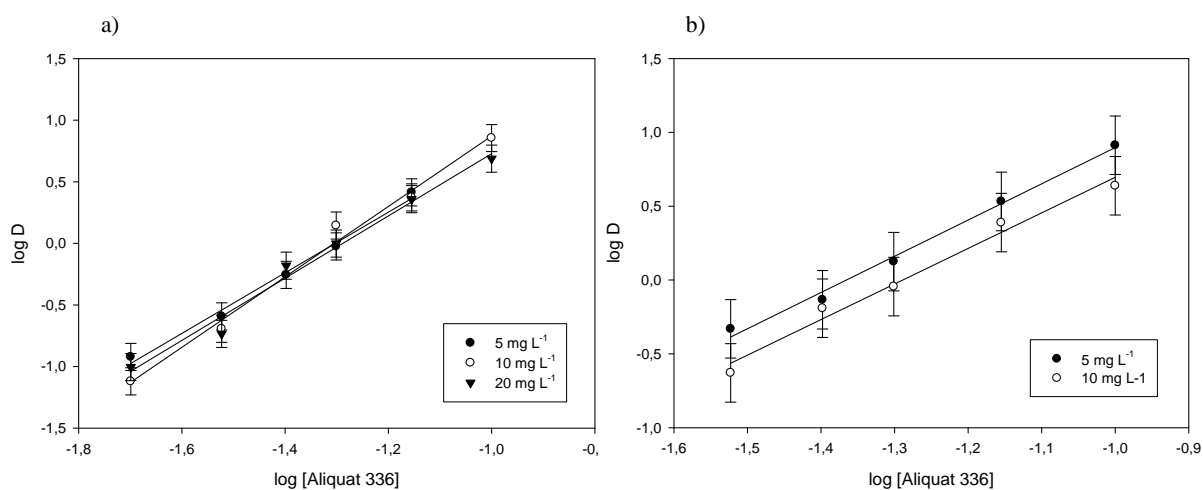 a)
1,5
1,0
0,5
0,0
-0,5
-1,0
-1,5
log D
5 mg L⁻¹
10 mg L⁻¹
20 mg L⁻¹
-1,8
-1,6
-1,4
-1,2
-1,0
-0,
log [Aliquat 336]
b)
1,5
1,0
0,5
0,0
-0,5
-1,0
log D
5 mg L⁻¹
10 mg L-1
-1,6
-1,5
-1,4
-1,3
-1,2
-1,1
-1,0
-0,9
log [Aliquat 336]